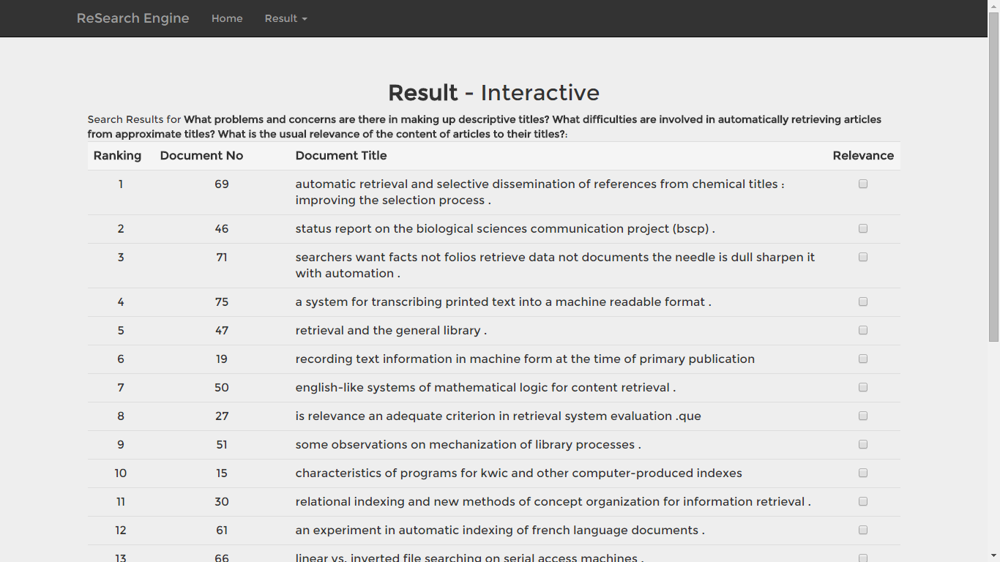 ReSearch Engine Home Result
Result - Interactive
Search Results for What problems and concerns are there in making up descriptive titles? What difficulties are involved in automatically retrieving articles
from approximate titles? What is the usual relevance of the content of articles to their titles?:
Ranking Document No Document Title Relevance
1 69 automatic retrieval and selective dissemination of references from chemical titles :
improving the selection process .
2 46 status report on the biological sciences communication project (bscp) .
3 71 searchers want facts not folios retrieve data not documents the needle is dull sharpen it
with automation .
4 75 a system for transcribing printed text into a machine readable format .
5 47 retrieval and the general library .
6 19 recording text information in machine form at the time of primary publication
7 50 english-like systems of mathematical logic for content retrieval .
8 27 is relevance an adequate criterion in retrieval system evaluation .que
9 51 some observations on mechanization of library processes .
10 15 characteristics of programs for kwic and other computer-produced indexes
11 30 relational indexing and new methods of concept organization for information retrieval .
12 61 an experiment in automatic indexing of french language documents .
13 66 linear vs. inverted file searching on serial access machines .